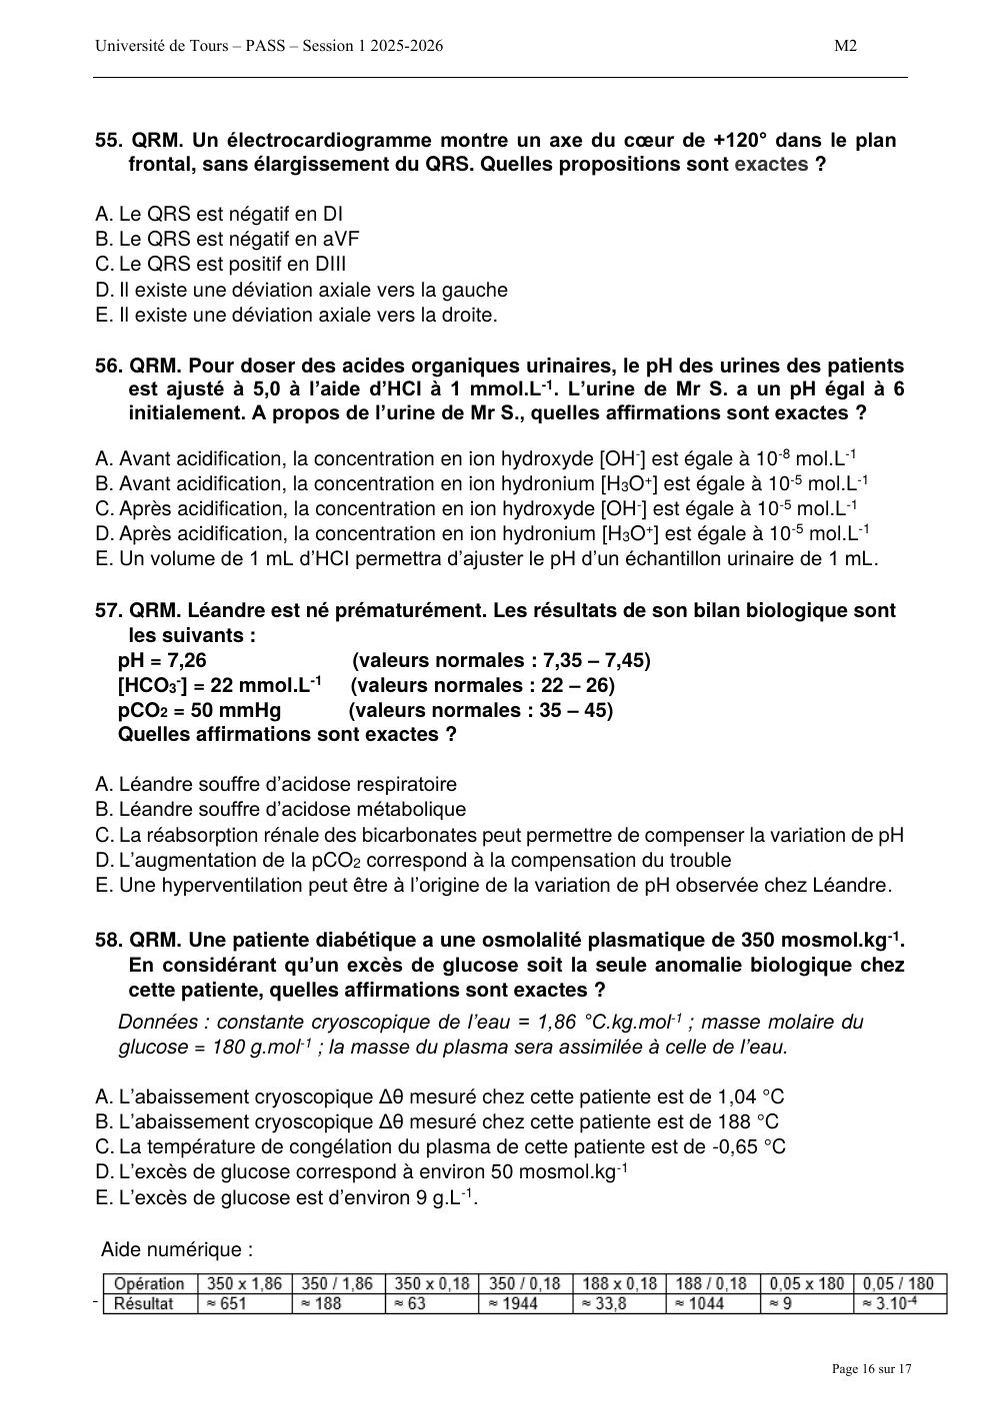 Université de Tours – PASS – Session 1 2025-2026 M2
55. QRM. Un électrocardiogramme montre un axe du cœur de +120° dans le plan
frontal, sans élargissement du QRS. Quelles propositions sont exactes ?
A. Le QRS est négatif en DI
B. Le QRS est négatif en aVF
C. Le QRS est positif en DIII
D. Il existe une déviation axiale vers la gauche
E. Il existe une déviation axiale vers la droite.
56. QRM. Pour doser des acides organiques urinaires, le pH des urines des patients
est ajusté à 5,0 à l’aide d’HCl à 1 mmol.L⁻¹. L’urine de Mr S. a un pH égal à 6
initialement. A propos de l’urine de Mr S., quelles affirmations sont exactes ?
A. Avant acidification, la concentration en ion hydroxyde [OH⁻] est égale à 10⁻⁸ mol.L⁻¹
B. Avant acidification, la concentration en ion hydronium [H₃O⁺] est égale à 10⁻⁵ mol.L⁻¹
C. Après acidification, la concentration en ion hydroxyde [OH⁻] est égale à 10⁻⁵ mol.L⁻¹
D. Après acidification, la concentration en ion hydronium [H₃O⁺] est égale à 10⁻⁵ mol.L⁻¹
E. Un volume de 1 mL d’HCl permettra d’ajuster le pH d’un échantillon urinaire de 1 mL.
57. QRM. Léandre est né prématurément. Les résultats de son bilan biologique sont
les suivants :
pH = 7,26 (valeurs normales : 7,35 – 7,45)
[HCO₃⁻] = 22 mmol.L⁻¹ (valeurs normales : 22 – 26)
pCO₂ = 50 mmHg (valeurs normales : 35 – 45)
Quelles affirmations sont exactes ?
A. Léandre souffre d’acidose respiratoire
B. Léandre souffre d’acidose métabolique
C. La réabsorption rénale des bicarbonates peut permettre de compenser la variation de pH
D. L’augmentation de la pCO₂ correspond à la compensation du trouble
E. Une hyperventilation peut être à l’origine de la variation de pH observée chez Léandre.
58. QRM. Une patiente diabétique a une osmolalité plasmatique de 350 mosmol.kg⁻¹.
En considérant qu’un excès de glucose soit la seule anomalie biologique chez
cette patiente, quelles affirmations sont exactes ?
Données : constante cryoscopique de l’eau = 1,86 °C.kg.mol⁻¹ ; masse molaire du
glucose = 180 g.mol⁻¹ ; la masse du plasma sera assimilée à celle de l’eau.
A. L’abaissement cryoscopique Δθ mesuré chez cette patiente est de 1,04 °C
B. L’abaissement cryoscopique Δθ mesuré chez cette patiente est de 188 °C
C. La température de congélation du plasma de cette patiente est de -0,65 °C
D. L’excès de glucose correspond à environ 50 mosmol.kg⁻¹
E. L’excès de glucose est d’environ 9 g.L⁻¹.
Aide numérique :
Opération 350 x 1,86 350 / 1,86 350 x 0,18 350 / 0,18 188 x 0,18 188 / 0,18 0,05 x 180 0,05 / 180
- Résultat ≈ 651 ≈ 188 ≈ 63 ≈ 1944 ≈ 33,8 ≈ 1044 ≈ 9 ≈ 3.10⁻⁴
Page 16 sur 17